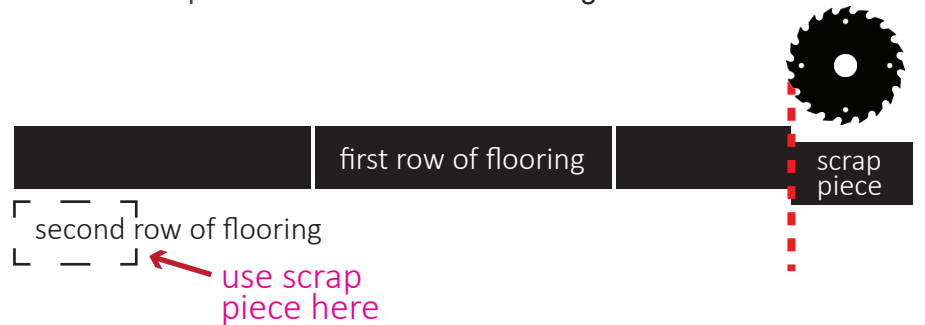 first row of flooring
scrap
piece
second row of flooring
use scrap
piece here